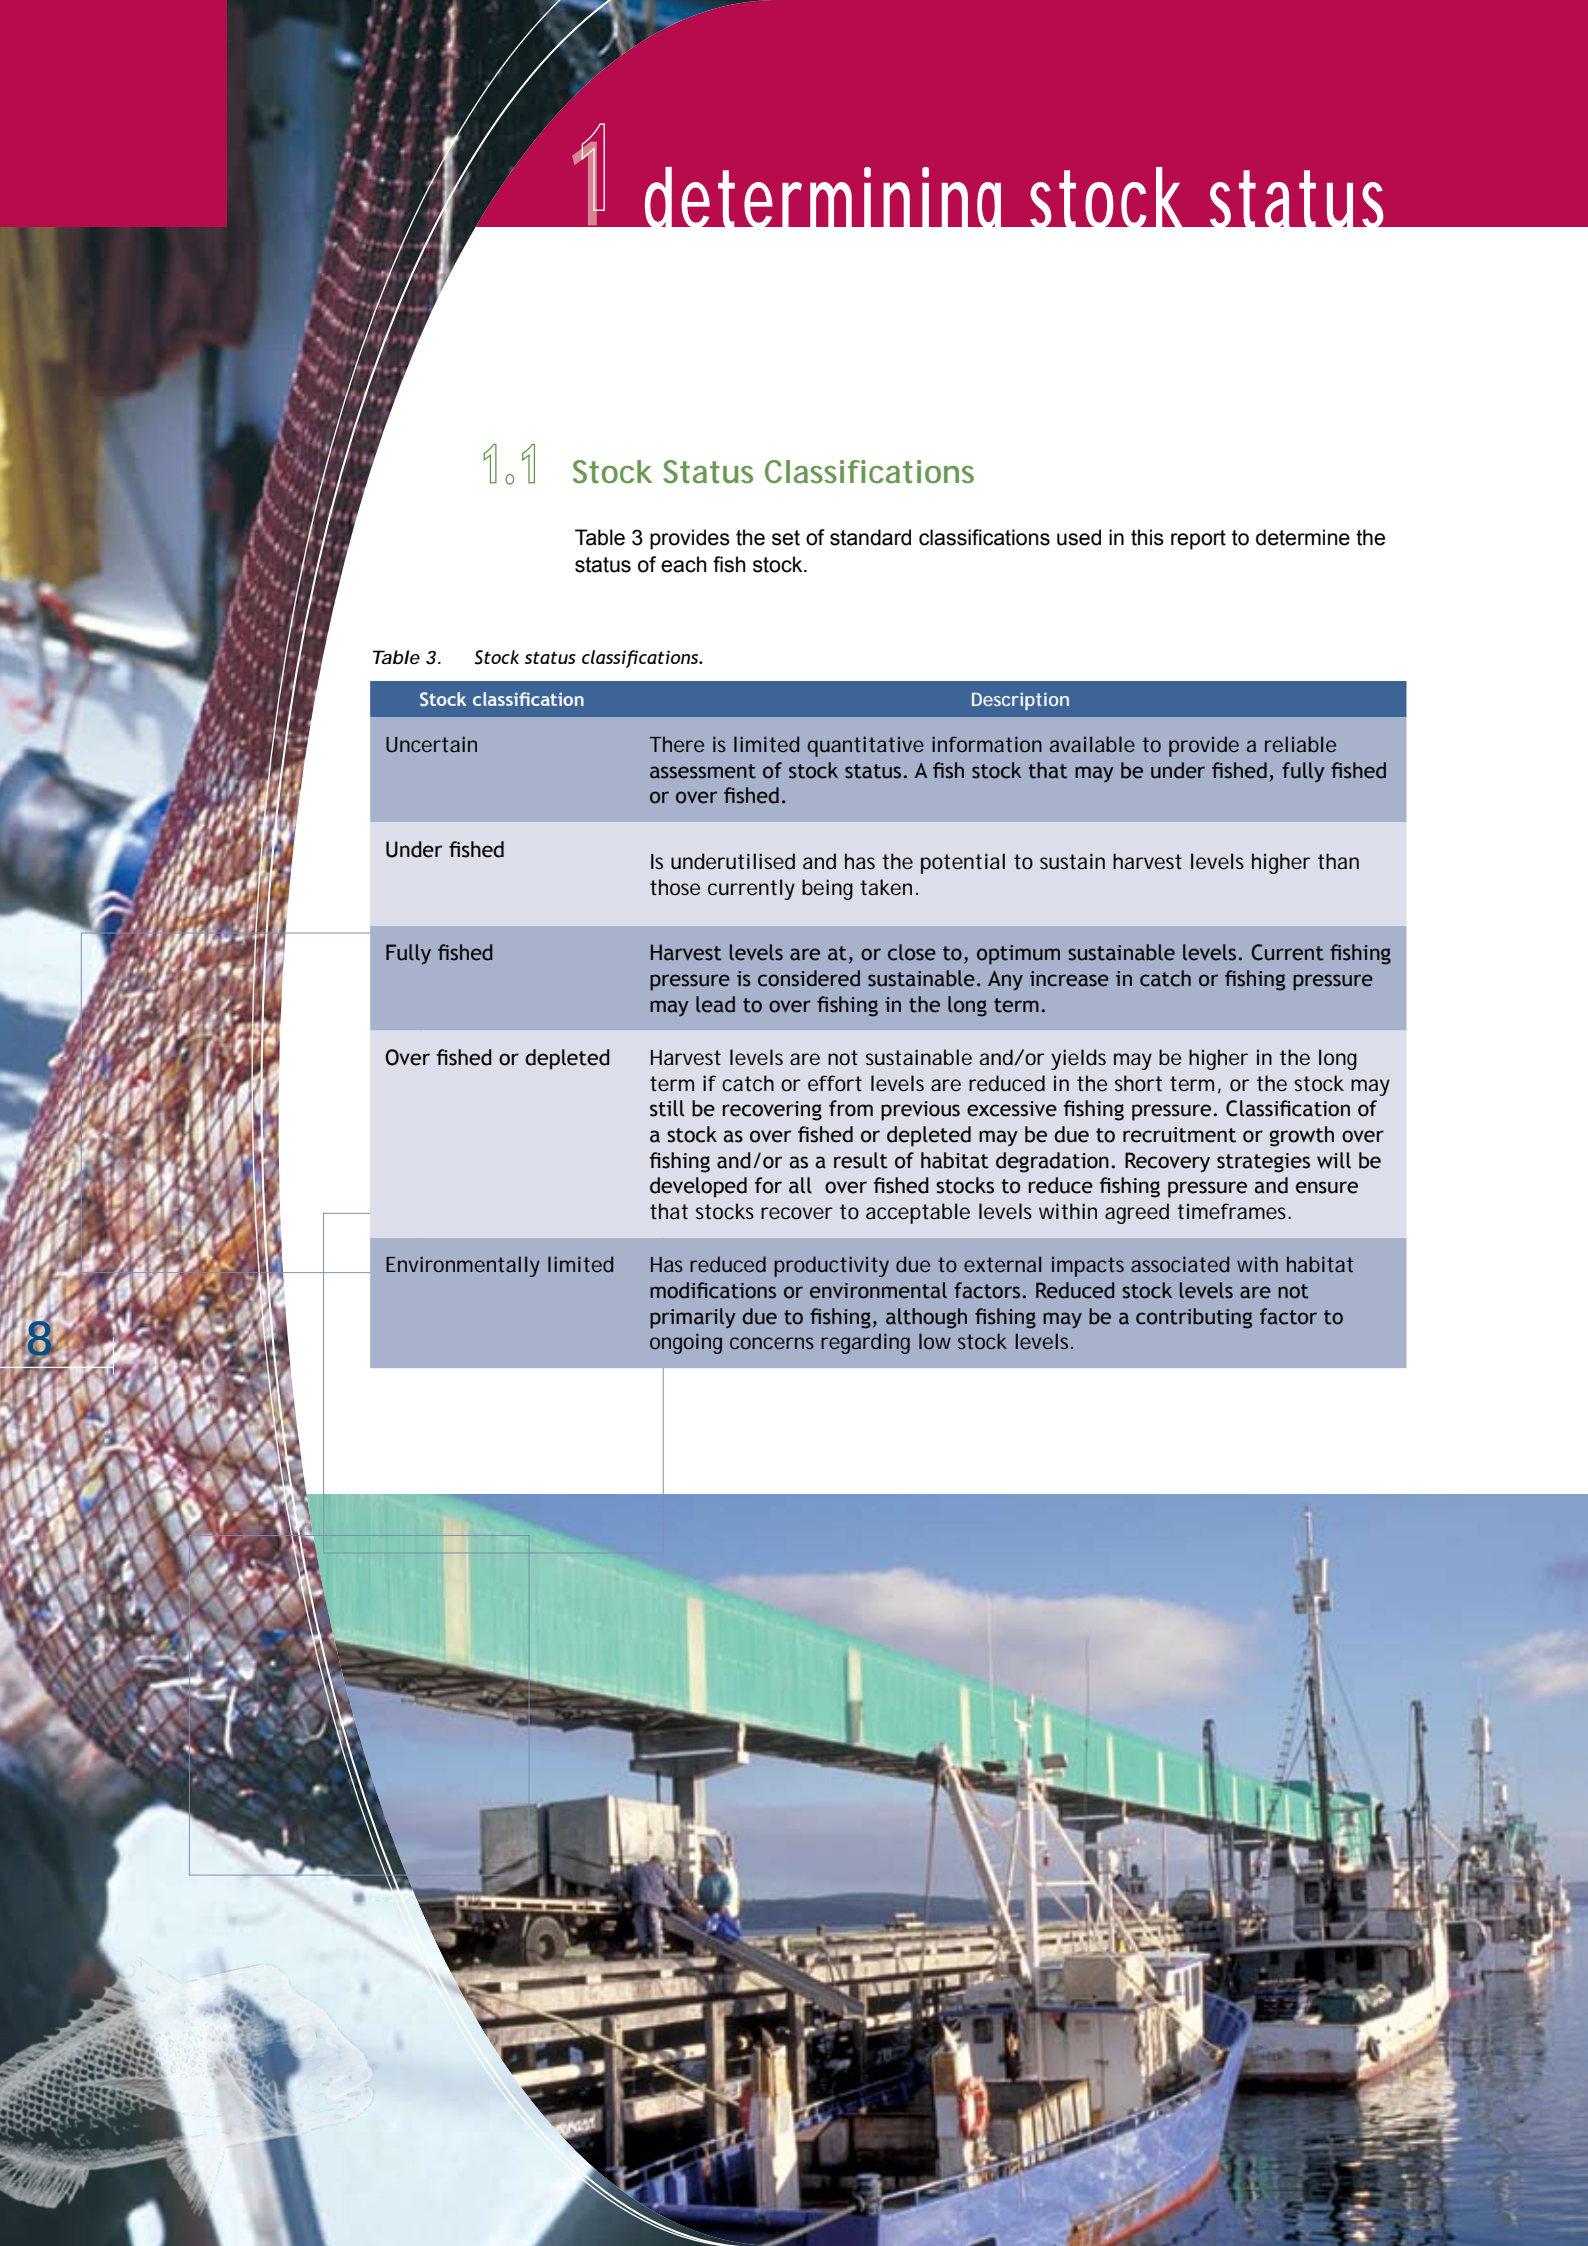 1 determining stock status
1.1 Stock Status Classifications
Table 3 provides the set of standard classifications used in this report to determine the
status of each fish stock.
Table 3. Stock status classifications.
Stock classification Description
Uncertain There is limited quantitative information available to provide a reliable
assessment of stock status. A fish stock that may be under fished, fully fished
or over fished.
Under fished
Is underutilised and has the potential to sustain harvest levels higher than
those currently being taken.
Fully fished Harvest levels are at, or close to, optimum sustainable levels. Current fishing
pressure is considered sustainable. Any increase in catch or fishing pressure
may lead to over fishing in the long term.
Over fished or depleted Harvest levels are not sustainable and/or yields may be higher in the long
term if catch or effort levels are reduced in the short term, or the stock may
still be recovering from previous excessive fishing pressure. Classification of
a stock as over fished or depleted may be due to recruitment or growth over
fishing and/or as a result of habitat degradation. Recovery strategies will be
developed for all over fished stocks to reduce fishing pressure and ensure
that stocks recover to acceptable levels within agreed timeframes.
Environmentally limited Has reduced productivity due to external impacts associated with habitat
modifications or environmental factors. Reduced stock levels are not
primarily due to fishing, although fishing may be a contributing factor to
ongoing concerns regarding low stock levels.
8